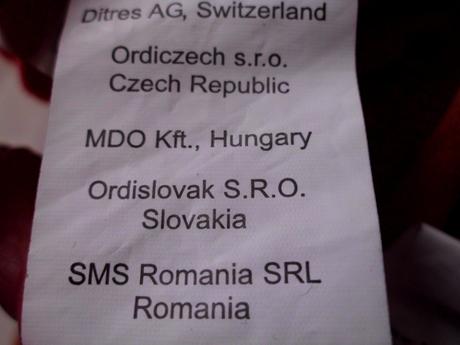 Ditres AG, Switzerland
Ordiczech s.r.o.
Czech Republic
MDO Kft., Hungary
Ordislovak S.R.O.
Slovakia
SMS Romania SRL
Romania